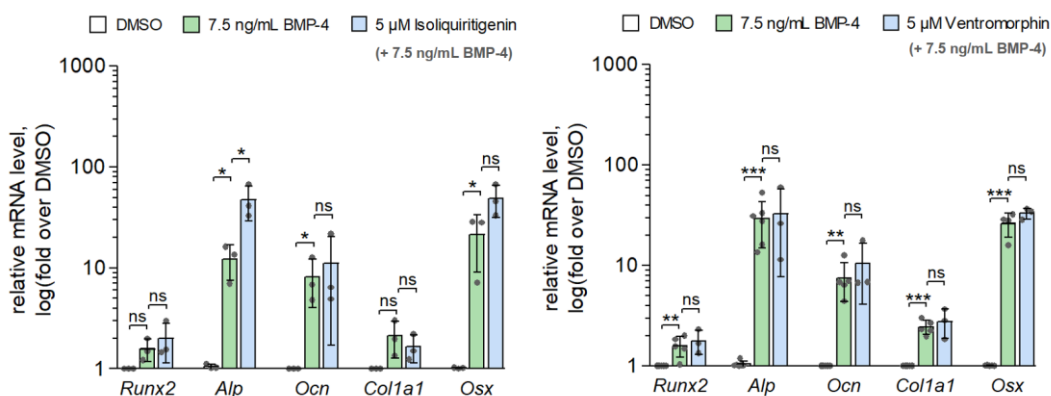 DMSO 7.5 ng/mL BMP-4 5 µM Isoliquiritigenin
(+ 7.5 ng/mL BMP-4)
relative mRNA level,
log(fold over DMSO)
1000
100
10
1
ns ns * * * ns ns ns * ns
Runx2 Alp Ocn Col1a1 Osx
DMSO 7.5 ng/mL BMP-4 5 µM Ventromorphin
(+ 7.5 ng/mL BMP-4)
relative mRNA level,
log(fold over DMSO)
1000
100
10
1
** ns *** ns ** ns *** ns *** ns
Runx2 Alp Ocn Col1a1 Osx